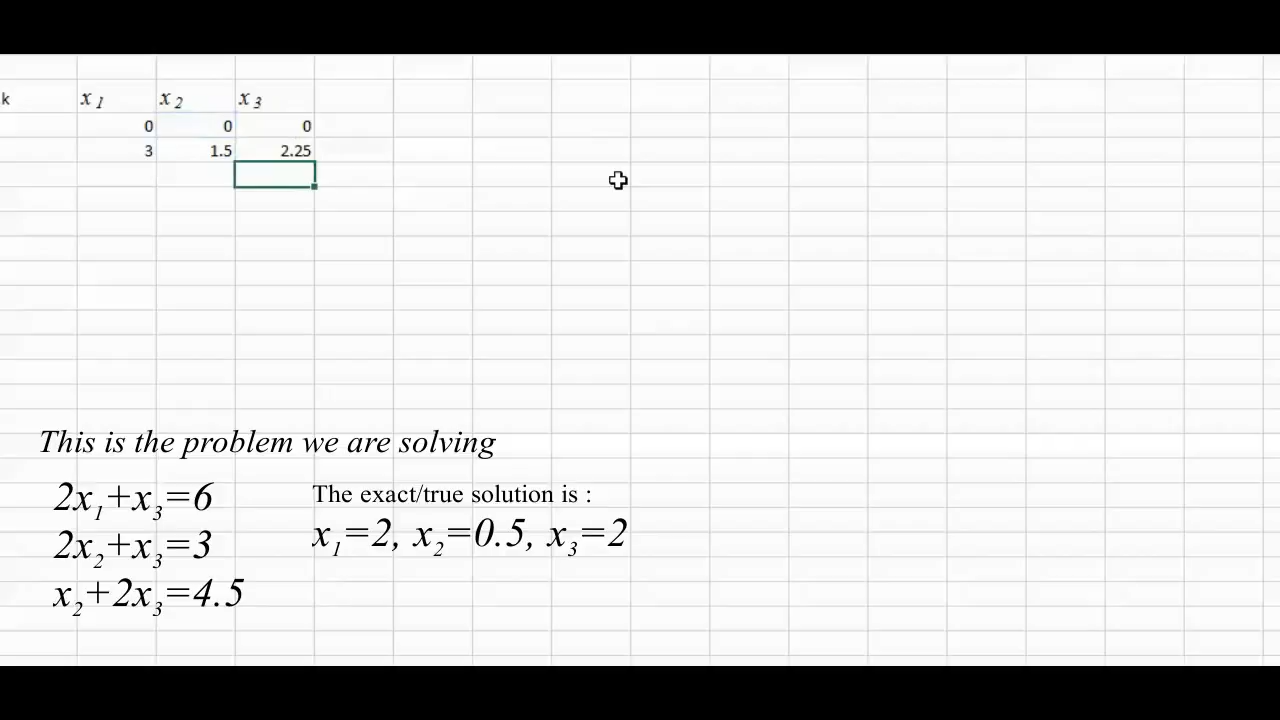 k x1 x2 x3
0 0 0
3 1.5 2.25
This is the problem we are solving
2x1+x3=6
2x2+x3=3
x2+2x3=4.5
The exact/true solution is :
x1=2, x2=0.5, x3=2